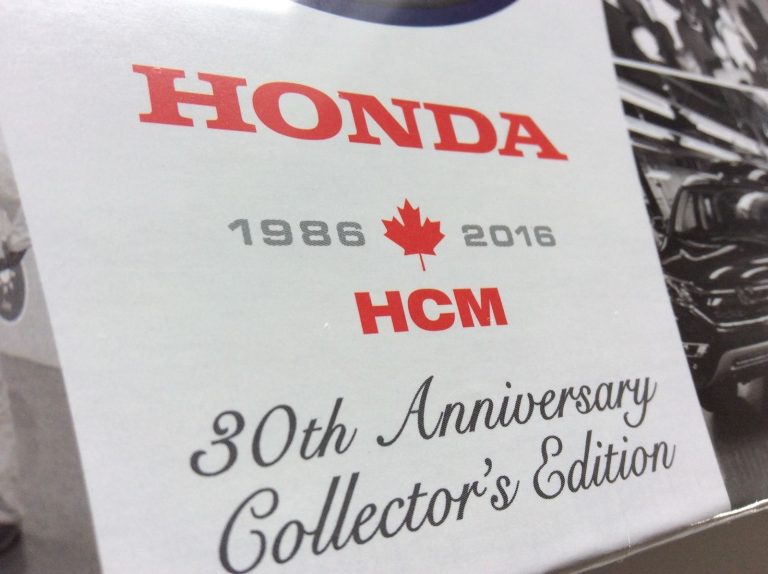 HONDA
1986 2016
HCM
30th Anniversary
Collector's Edition